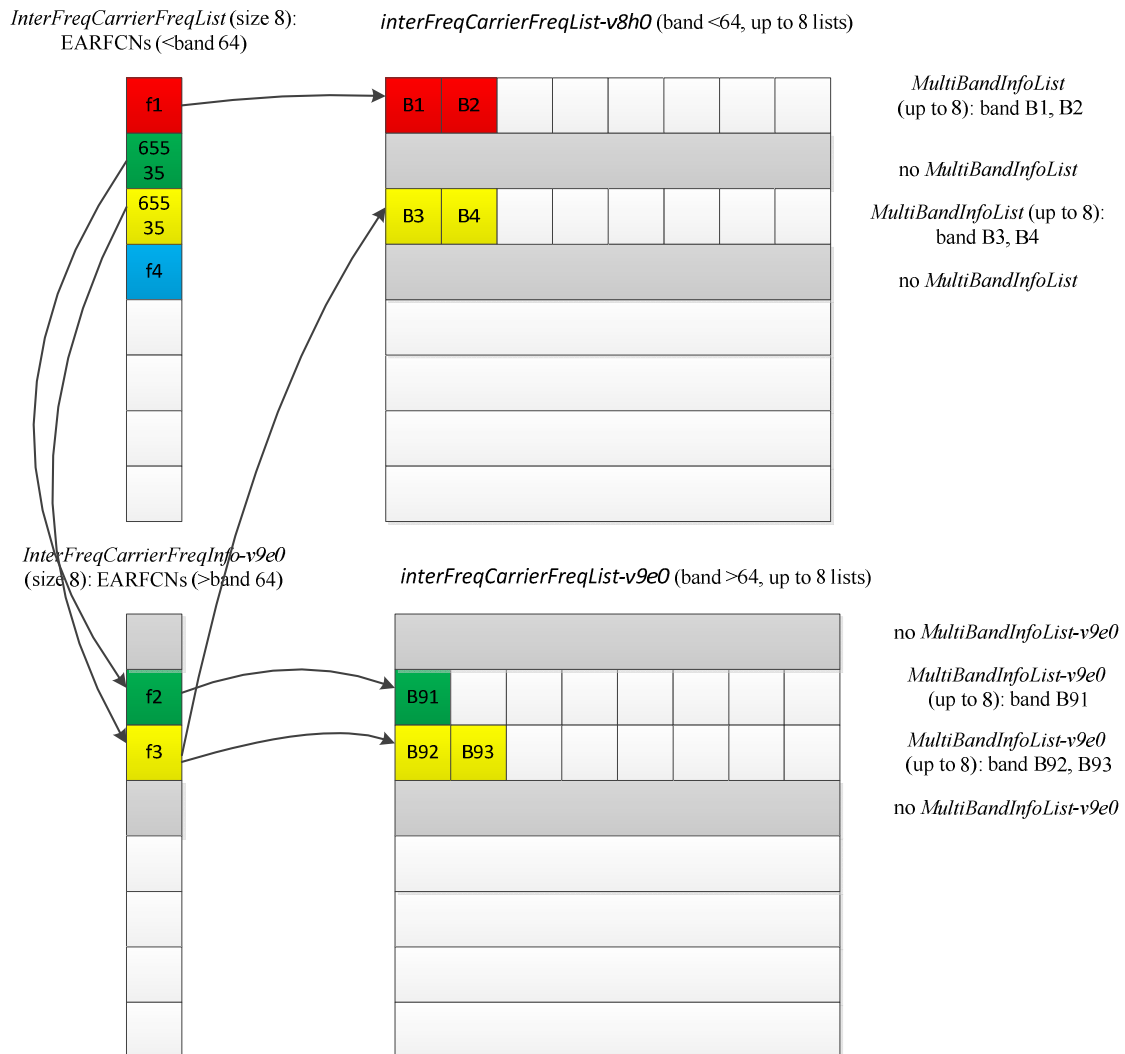 InterFreqCarrierFreqList (size 8):
EARFCNs (<band 64)
interFreqCarrierFreqList-v8h0 (band <64, up to 8 lists)
f1
B1 B2
MultiBandInfoList
(up to 8): band B1, B2
655
35
no MultiBandInfoList
655
35
B3 B4
MultiBandInfoList (up to 8):
band B3, B4
f4
no MultiBandInfoList
InterFreqCarrierFreqInfo-v9e0
(size 8): EARFCNs (>band 64)
interFreqCarrierFreqList-v9e0 (band >64, up to 8 lists)
no MultiBandInfoList-v9e0
f2
B91
MultiBandInfoList-v9e0
(up to 8): band B91
f3
B92 B93
MultiBandInfoList-v9e0
(up to 8): band B92, B93
no MultiBandInfoList-v9e0